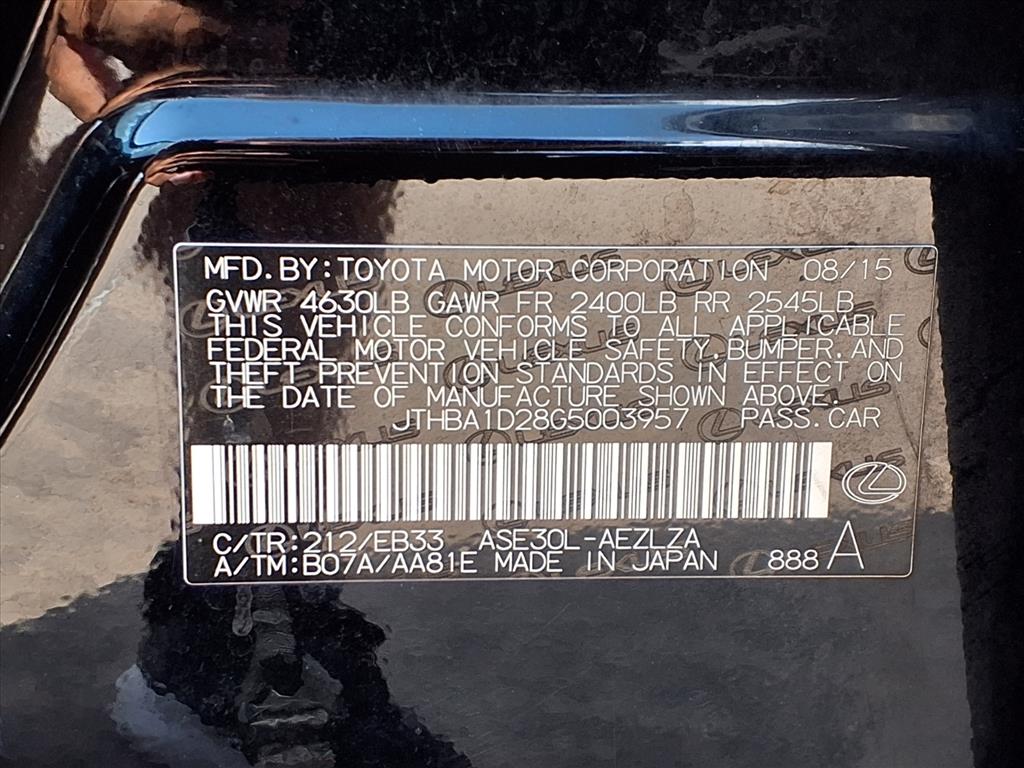 MFD.BY:TOYOTA MOTOR CORPORATION 08/15
GVWR 4630LB GAWR FR 2400LB RR 2545LB
THIS VEHICLE CONFORMS TO ALL APPLICABLE
FEDERAL MOTOR VEHICLE SAFETY,BUMPER,AND
THEFT PREVENTION STANDARDS IN EFFECT ON
THE DATE OF MANUFACTURE SHOWN ABOVE.
JTHBA1D28G5003957 PASS.CAR
C/TR:212/EB33 ASE30L-AEZLZA
A/TM:B07A/AA81E MADE IN JAPAN 888 A